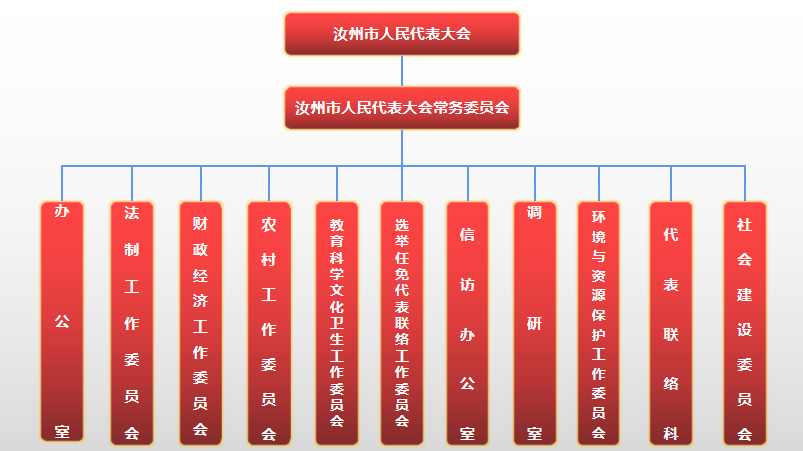 汝州市人民代表大会
汝州市人民代表大会常务委员会
办公室
法制工作委员会
财政经济工作委员会
农村工作委员会
教育科学文化卫生工作委员会
选举任免代表联络工作委员会
信访办公室
调研室
环境与资源保护工作委员会
代表联络科
社会建设委员会